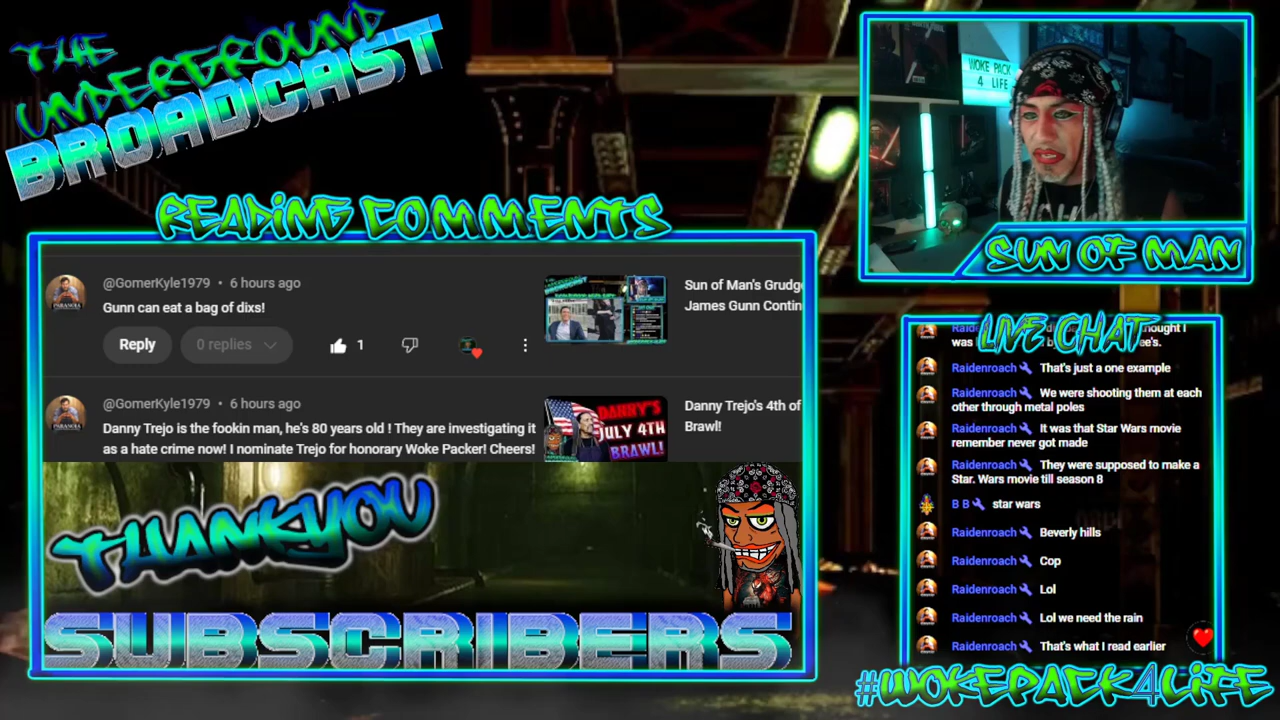 THE
UNDERGROUND
BROADCAST
WOKE PACK
4 LIFE
SUN OF MAN
READING COMMENTS
@GomerKyle1979 • 6 hours ago
Gunn can eat a bag of dixs!
Reply
0 replies
1
Sun of Man's Grudg
James Gunn Contin
@GomerKyle1979 • 6 hours ago
Danny Trejo is the fookin man, he's 80 years old ! They are investigating it
as a hate crime now! I nominate Trejo for honorary Woke Packer! Cheers!
DANNY'S
JULY 4TH
BRAWL!
Danny Trejo's 4th of
Brawl!
THANKYOU
SUBSCRIBERS
LIVE CHAT
was
Raidenroach That's just a one example
Raidenroach We were shooting them at each
other through metal poles
Raidenroach It was that Star Wars movie
remember never got made
Raidenroach They were supposed to make a
Star. Wars movie till season 8
B B star wars
Raidenroach Beverly hills
Raidenroach Cop
Raidenroach Lol
Raidenroach Lol we need the rain
Raidenroach That's what I read earlier
#WOKEPACK4LIFE